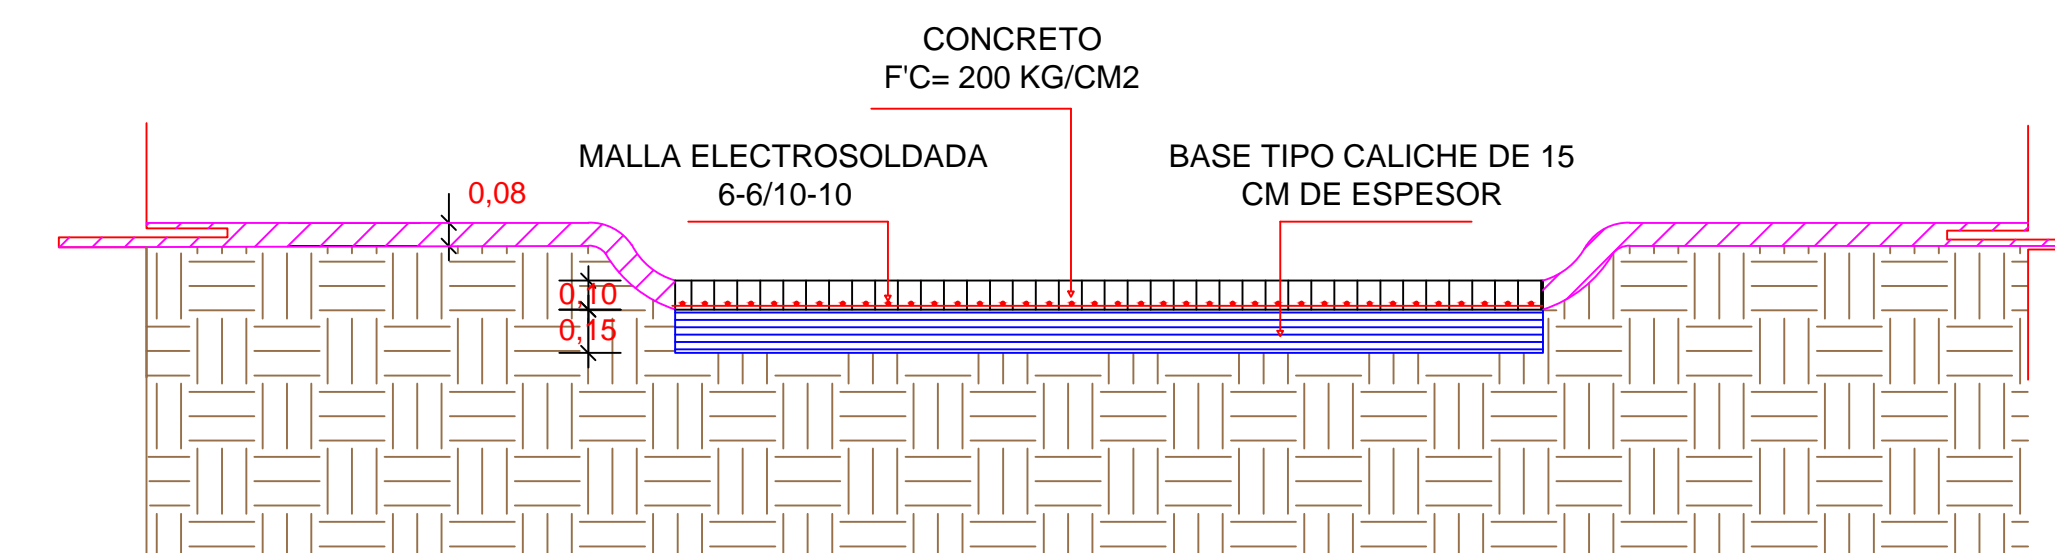 CONCRETO
F'C= 200 KG/CM2
MALLA ELECTROSOLDADA
6-6/10-10
BASE TIPO CALICHE DE 15
CM DE ESPESOR
0,08
0,10
0,15